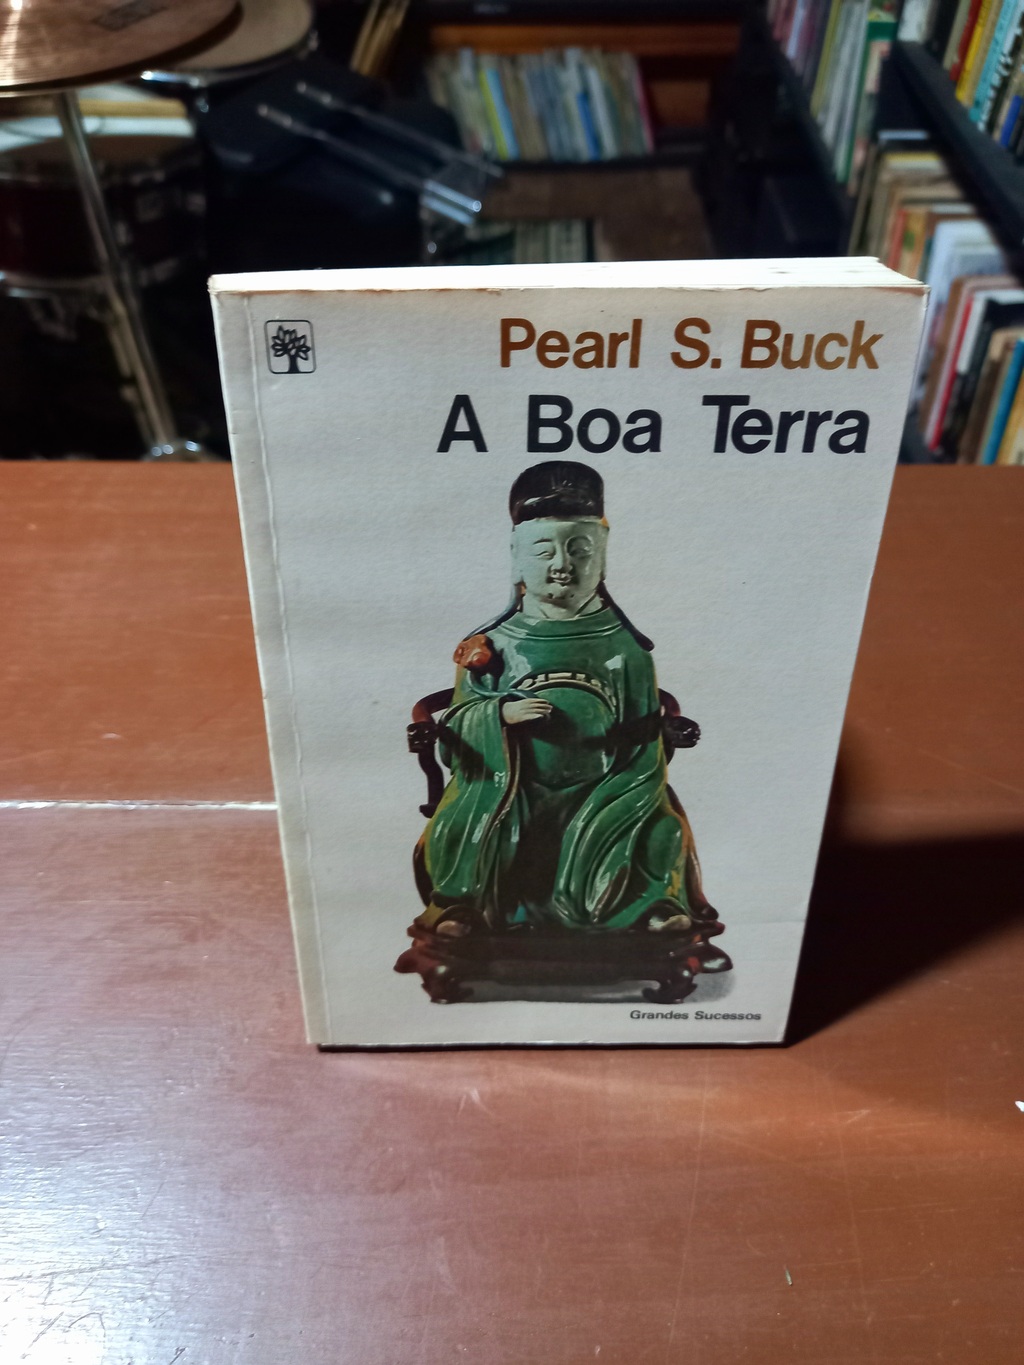 Pearl S. Buck
A Boa Terra
Grandes Sucessos